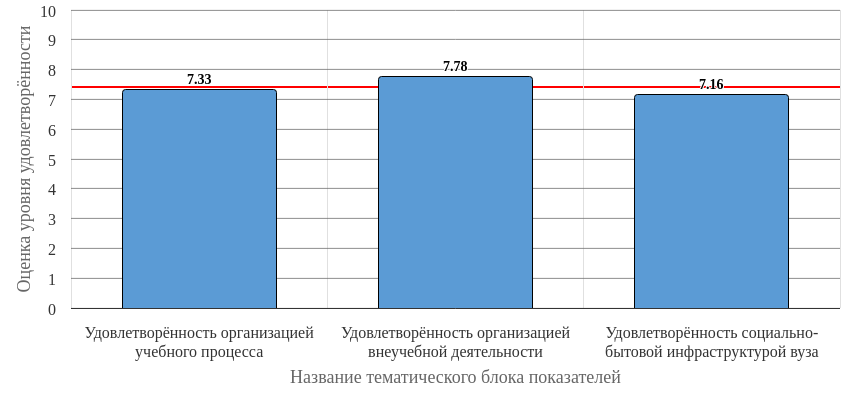 Оценка уровня удовлетворённости
10
9
8
7
6
5
4
3
2
1
0
7.33
7.78
7.16
Удовлетворённость организацией
учебного процесса
Удовлетворённость организацией
внеучебной деятельности
Удовлетворённость социально-
бытовой инфраструктурой вуза
Название тематического блока показателей